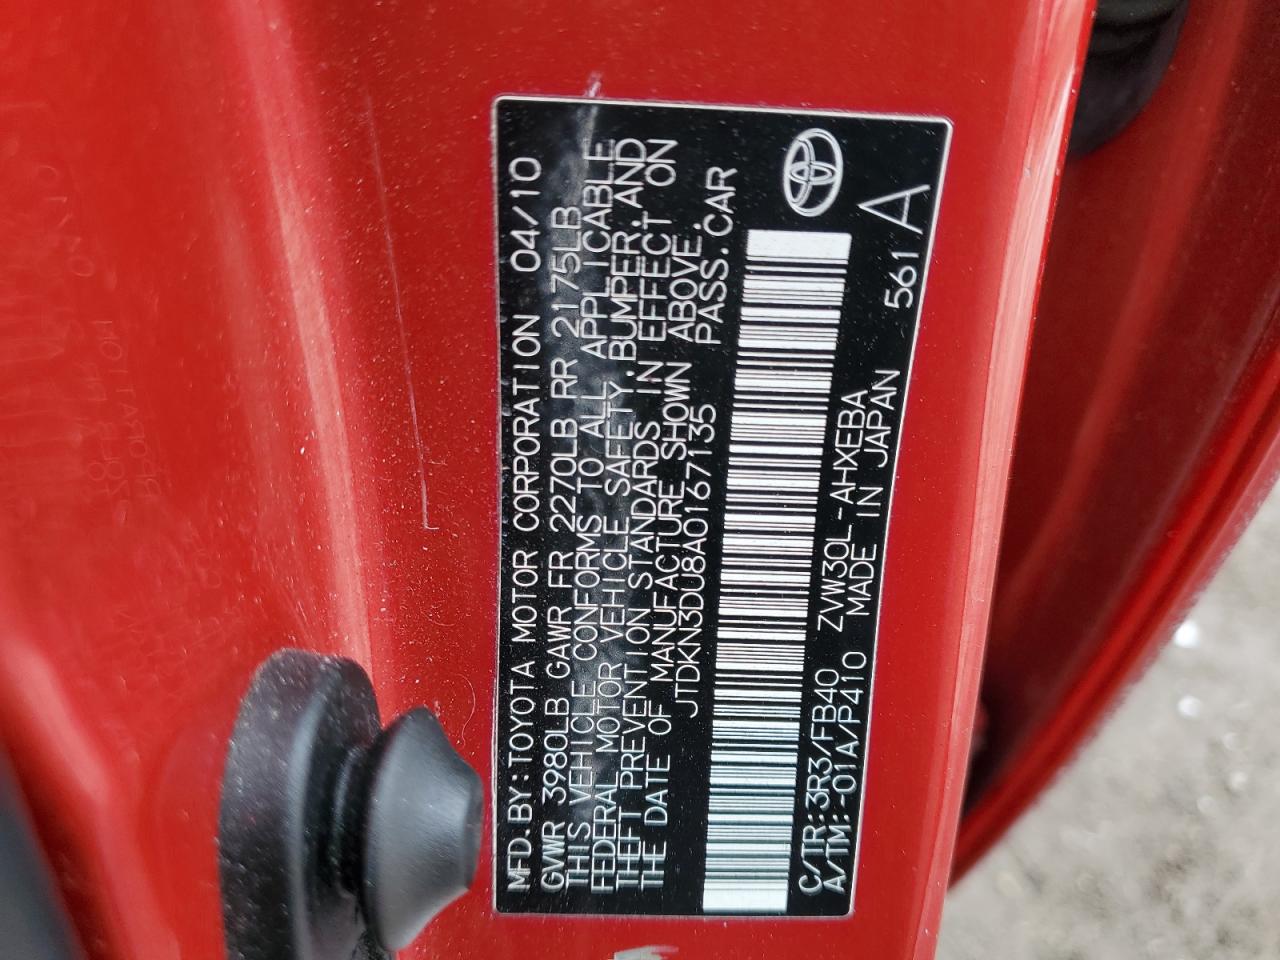 MFD.BY:TOYOTA MOTOR CORPORATION 04/10
GVWR 3980LB GAWR FR 2270LB RR 2175LB
THIS VEHICLE CONFORMS TO ALL APPLICABLE
FEDERAL MOTOR VEHICLE SAFETY,BUMPER,AND
THEFT PREVENTION STANDARDS IN EFFECT ON
THE DATE OF MANUFACTURE SHOWN ABOVE.
JTDKN3DU8A0167135 PASS.CAR
C/TR:3R3/FB40 ZVW30L-AHXEBA
A/TM:-01A/P410 MADE IN JAPAN 561A